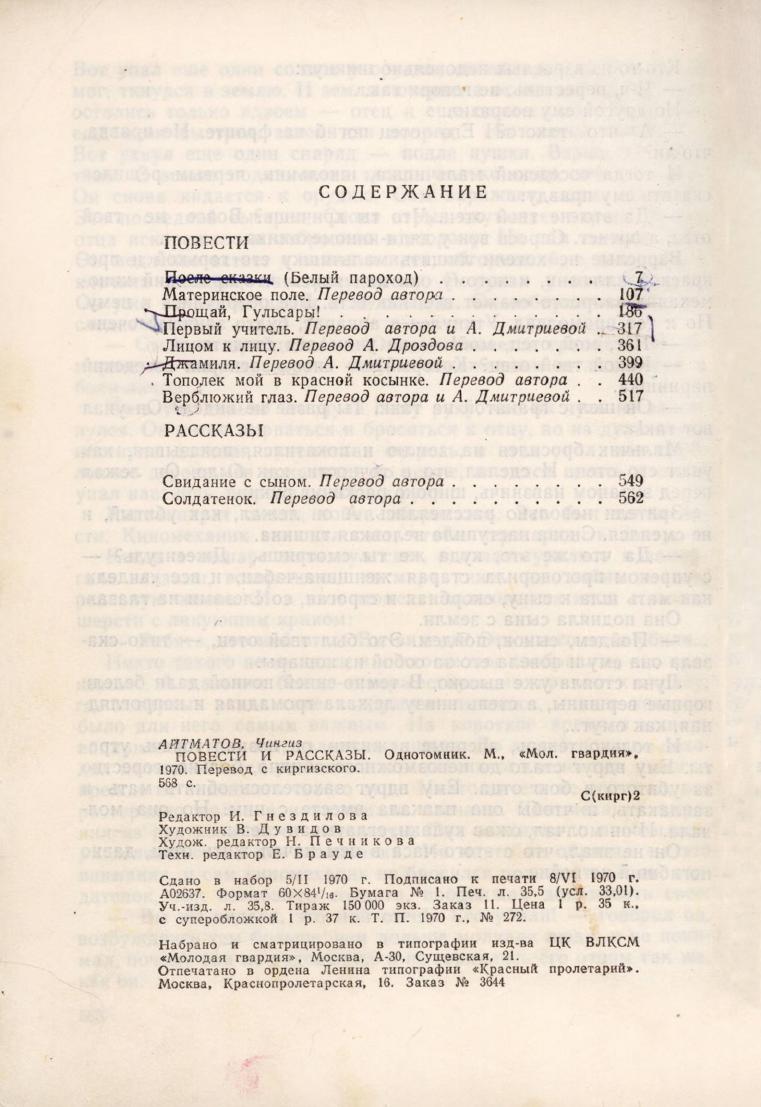 СОДЕРЖАНИЕ
ПОВЕСТИ
После сказки (Белый пароход) . . . . . . . . 7
Материнское поле. Перевод автора . . . . . . . 107
Прощай, Гульсары! . . . . . . . . . . . . 186
Первый учитель. Перевод автора и А. Дмитриевой . . 317
Лицом к лицу. Перевод А. Дроздова . . . . . . . 361
Джамиля. Перевод А. Дмитриевой . . . . . . . . 399
Тополек мой в красной косынке. Перевод автора . . 440
Верблюжий глаз. Перевод автора и А. Дмитриевой . . 517
РАССКАЗЫ
Свидание с сыном. Перевод автора . . . . . . . . 549
Солдатенок. Перевод автора . . . . . . . . . 562
АЙТМАТОВ, Чингиз
ПОВЕСТИ И РАССКАЗЫ. Однотомник. М., «Мол. гвардия»,
1970. Перевод с киргизского.
568 с.
С(кирг)2
Редактор И. Гнездилова
Художник В. Дувидов
Худож. редактор Н. Печникова
Техн. редактор Е. Брауде
Сдано в набор 5/II 1970 г. Подписано к печати 8/VI 1970 г.
А02637. Формат 60Х84¹/₁₆. Бумага № 1. Печ. л. 35,5 (усл. 33,01).
Уч.-изд. л. 35,8. Тираж 150 000 экз. Заказ 11. Цена 1 р. 35 к.,
с суперобложкой 1 р. 37 к. Т. П. 1970 г., № 272.
Набрано и сматрицировано в типографии изд-ва ЦК ВЛКСМ
«Молодая гвардия», Москва, А-30, Сущевская, 21.
Отпечатано в ордена Ленина типографии «Красный пролетарий».
Москва, Краснопролетарская, 16. Заказ № 3644